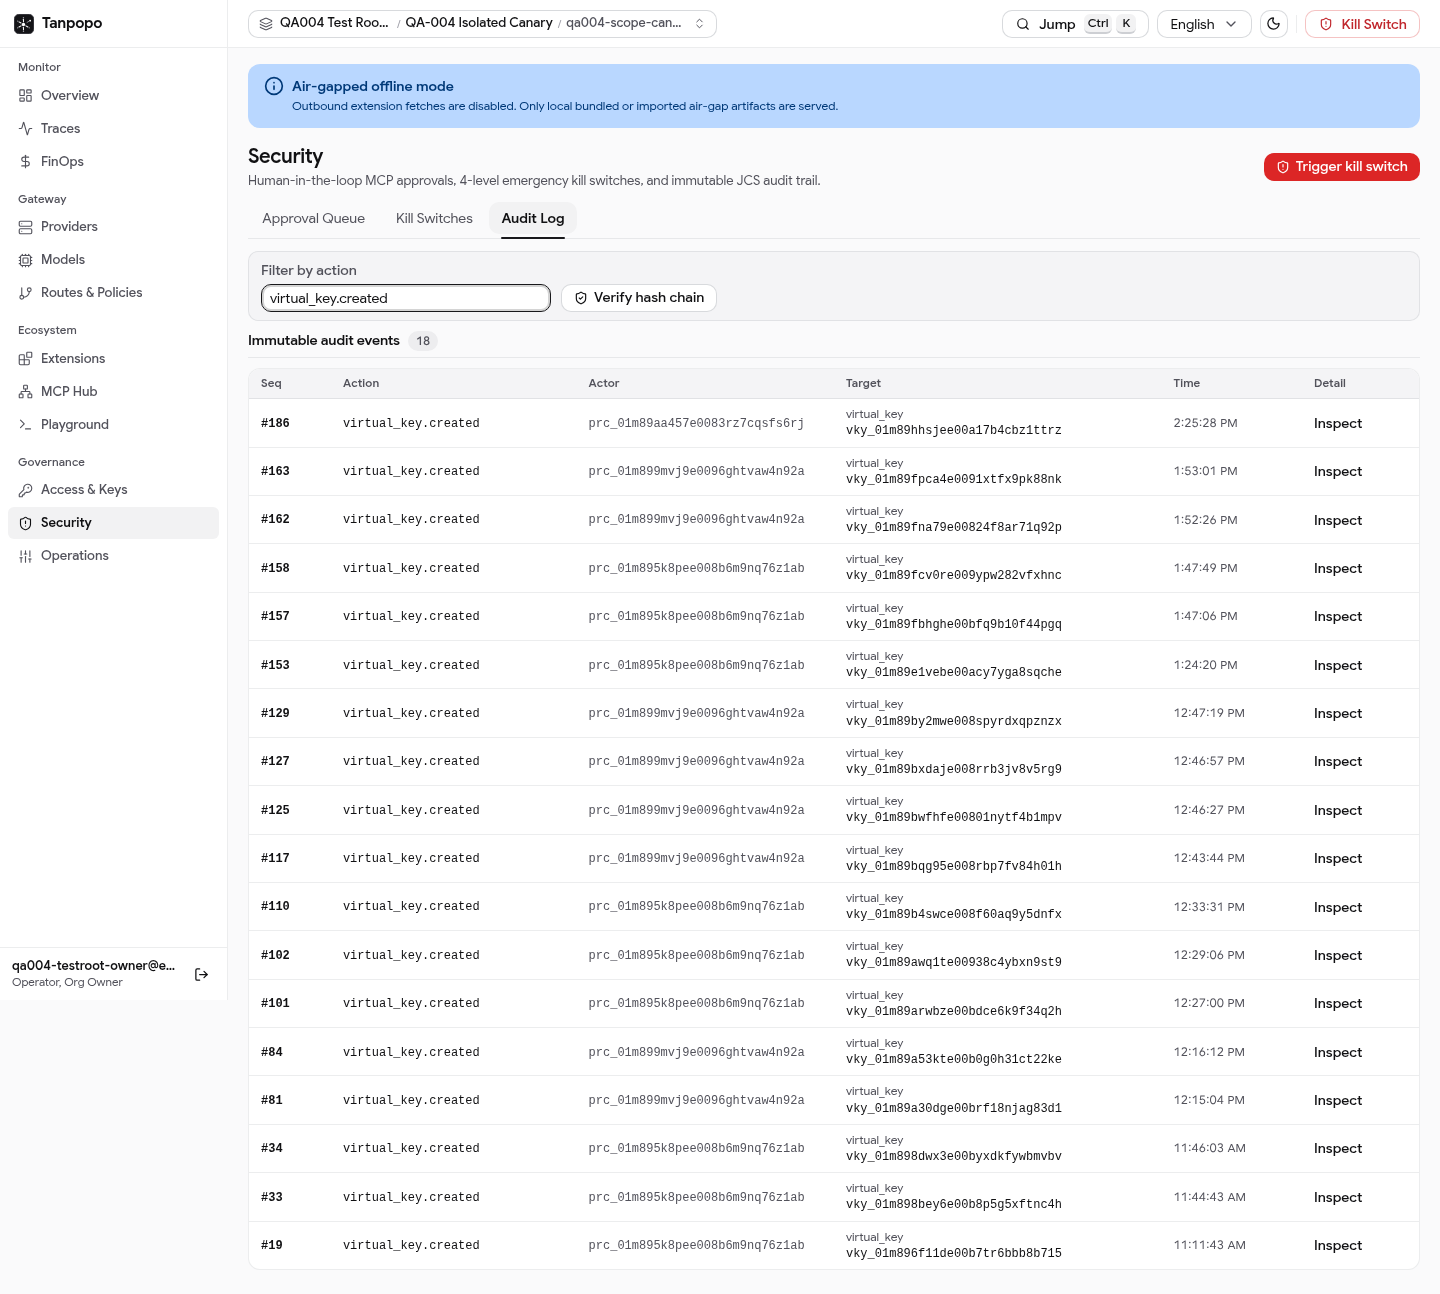 Tanpopo
QA004 Test Roo... / QA-004 Isolated Canary / qa004-scope-can...
Jump Ctrl K
English
Kill Switch
Monitor
Overview
Traces
FinOps
Gateway
Providers
Models
Routes & Policies
Ecosystem
Extensions
MCP Hub
Playground
Governance
Access & Keys
Security
Operations
qa004-testroot-owner@e...
Operator, Org Owner
Air-gapped offline mode
Outbound extension fetches are disabled. Only local bundled or imported air-gap artifacts are served.
Security
Human-in-the-loop MCP approvals, 4-level emergency kill switches, and immutable JCS audit trail.
Trigger kill switch
Approval Queue Kill Switches Audit Log
Filter by action
virtual_key.created
Verify hash chain
Immutable audit events 18
Seq Action Actor Target Time Detail
#186 virtual_key.created prc_01m89aa457e0083rz7cqsfs6rj virtual_key 2:25:28 PM Inspect
vky_01m89hhsjee00a17b4cbz1ttrz
#163 virtual_key.created prc_01m899mvj9e0096ghtvaw4n92a virtual_key 1:53:01 PM Inspect
vky_01m89fpca4e0091xtfx9pk88nk
#162 virtual_key.created prc_01m899mvj9e0096ghtvaw4n92a virtual_key 1:52:26 PM Inspect
vky_01m89fna79e00824f8ar71q92p
#158 virtual_key.created prc_01m895k8pee008b6m9nq76z1ab virtual_key 1:47:49 PM Inspect
vky_01m89fcv0re009ypw282vfxhnc
#157 virtual_key.created prc_01m895k8pee008b6m9nq76z1ab virtual_key 1:47:06 PM Inspect
vky_01m89fbhghe00bfq9b10f44pgq
#153 virtual_key.created prc_01m895k8pee008b6m9nq76z1ab virtual_key 1:24:20 PM Inspect
vky_01m89e1vebe00acy7yga8sqche
#129 virtual_key.created prc_01m899mvj9e0096ghtvaw4n92a virtual_key 12:47:19 PM Inspect
vky_01m89by2mwe008spyrdxqpznzx
#127 virtual_key.created prc_01m899mvj9e0096ghtvaw4n92a virtual_key 12:46:57 PM Inspect
vky_01m89bxdaje008rrb3jv8v5rg9
#125 virtual_key.created prc_01m899mvj9e0096ghtvaw4n92a virtual_key 12:46:27 PM Inspect
vky_01m89bwfhfe00801nytf4b1mpv
#117 virtual_key.created prc_01m899mvj9e0096ghtvaw4n92a virtual_key 12:43:44 PM Inspect
vky_01m89bqg95e008rbp7fv84h01h
#110 virtual_key.created prc_01m895k8pee008b6m9nq76z1ab virtual_key 12:33:31 PM Inspect
vky_01m89b4swce008f60aq9y5dnfx
#102 virtual_key.created prc_01m895k8pee008b6m9nq76z1ab virtual_key 12:29:06 PM Inspect
vky_01m89awq1te00938c4ybxn9st9
#101 virtual_key.created prc_01m895k8pee008b6m9nq76z1ab virtual_key 12:27:00 PM Inspect
vky_01m89arwbze00bdce6k9f34q2h
#84 virtual_key.created prc_01m899mvj9e0096ghtvaw4n92a virtual_key 12:16:12 PM Inspect
vky_01m89a53kte00b0g0h31ct22ke
#81 virtual_key.created prc_01m899mvj9e0096ghtvaw4n92a virtual_key 12:15:04 PM Inspect
vky_01m89a30dge00brf18njag83d1
#34 virtual_key.created prc_01m895k8pee008b6m9nq76z1ab virtual_key 11:46:03 AM Inspect
vky_01m898dwx3e00byxdkfywbmvbv
#33 virtual_key.created prc_01m895k8pee008b6m9nq76z1ab virtual_key 11:44:43 AM Inspect
vky_01m898bey6e00b8p5g5xftnc4h
#19 virtual_key.created prc_01m895k8pee008b6m9nq76z1ab virtual_key 11:11:43 AM Inspect
vky_01m896f11de00b7tr6bbb8b715